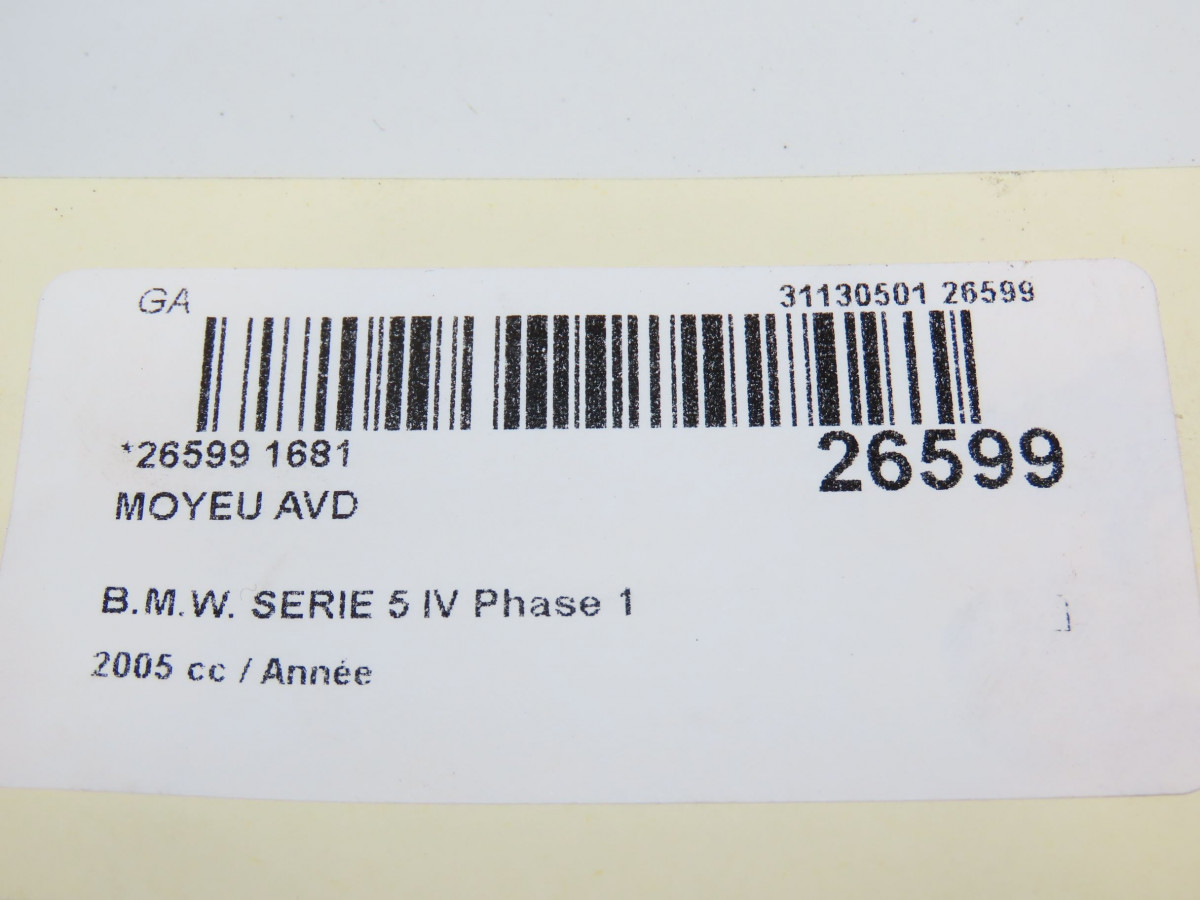 GA 31130501 26599
*26599 1681 26599
MOYEU AVD
B.M.W. SERIE 5 IV Phase 1
2005 cc / Année